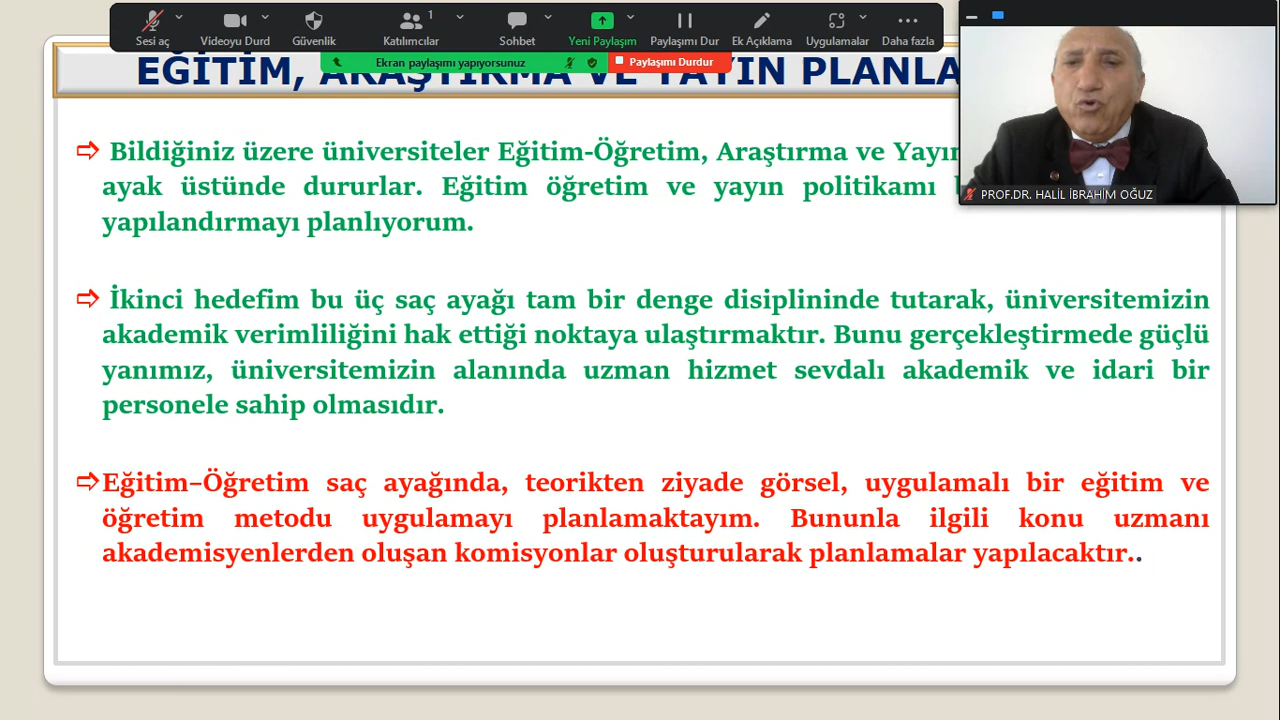 1
Sesi aç Videoyu Durd Güvenlik Katılımcılar Sohbet Yeni Paylaşım Paylaşımı Dur Ek Açıklama Uygulamalar Daha fazla
Ekran paylaşımı yapıyorsunuz Paylaşımı Durdur
EĞİTİM, ARAŞTIRMA VE YAYIN
Bildiğiniz üzere üniversiteler Eğitim-Öğretim, Araştırma ve
ayak üstünde dururlar. Eğitim öğretim ve yayın politikamı
yapılandırmayı planlıyorum.
PROF.DR. HALİL İBRAHİM OĞUZ
İkinci hedefim bu üç saç ayağı tam bir denge disiplininde tutarak, üniversitemizin
akademik verimliliğini hak ettiği noktaya ulaştırmaktır. Bunu gerçekleştirmede güçlü
yanımız, üniversitemizin alanında uzman hizmet sevdalı akademik ve idari bir
personele sahip olmasıdır.
Eğitim–Öğretim saç ayağında, teorikten ziyade görsel, uygulamalı bir eğitim ve
öğretim metodu uygulamayı planlamaktayım. Bununla ilgili konu uzmanı
akademisyenlerden oluşan komisyonlar oluşturularak planlamalar yapılacaktır..